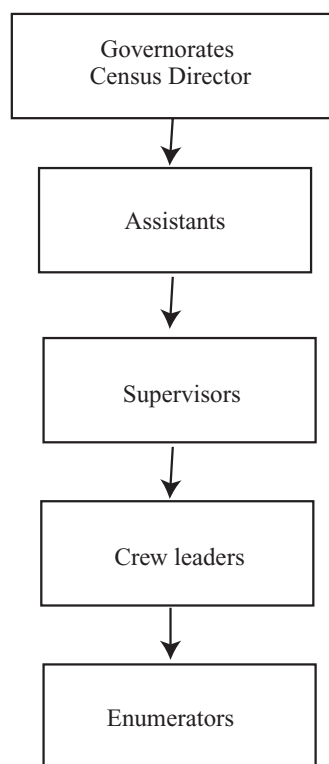 Governorates
Census Director
Assistants
Supervisors
Crew leaders
Enumerators